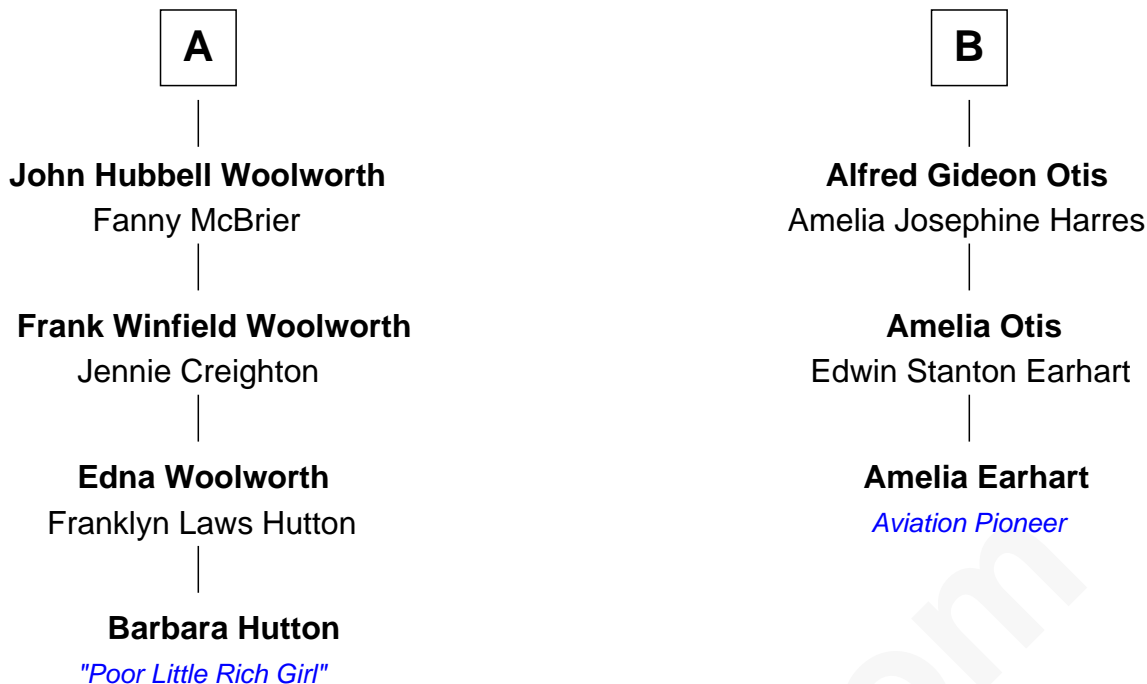 A
John Hubbell Woolworth
Fanny McBrier
Frank Winfield Woolworth
Jennie Creighton
Edna Woolworth
Franklyn Laws Hutton
Barbara Hutton
"Poor Little Rich Girl"
B
Alfred Gideon Otis
Amelia Josephine Harres
Amelia Otis
Edwin Stanton Earhart
Amelia Earhart
Aviation Pioneer
om